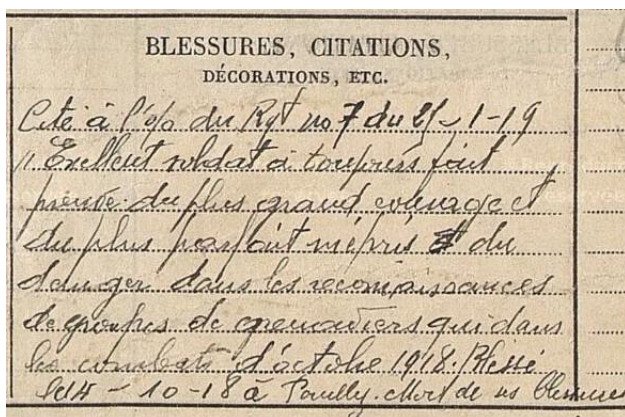 BLESSURES, CITATIONS,
DÉCORATIONS, ETC.
Cité à l'o/o du Rgt no 7 du 25-1-19
"Excellent soldat a toujours fait
preuve du plus grand courage et
du plus parfait mépris du
danger dans les reconnaissances
de groupes de grenadiers qui dans
les combats d'octobre 1918. Blessé
le 14-10-18 à . Mort de ses blessures